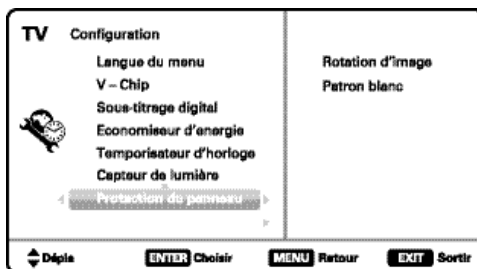 TV Configuration
Langue du menu
V – Chip
Sous-titrage digital
Economiseur d'energie
Temporisateur d'horloge
Capteur de lumière
Protection du panneau
Rotation d'image
Patron blanc
Dépla
ENTER Choisir
MENU Retour
EXIT Sortir